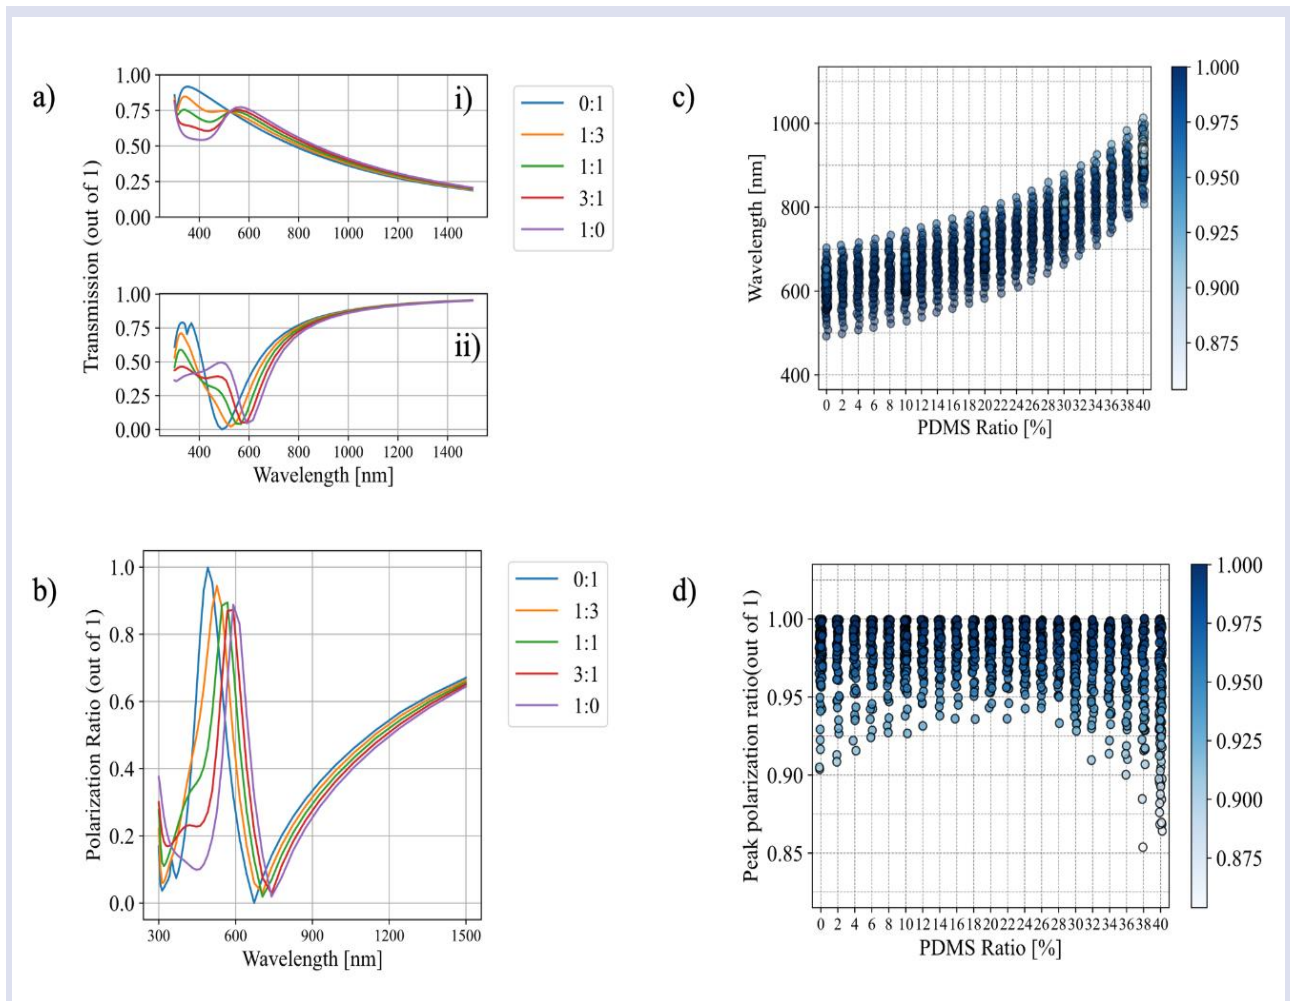 a)
i)
1.00
0.75
0.50
0.25
0.00
400 600 800 1000 1200 1400
ii)
1.00
0.75
0.50
0.25
0.00
400 600 800 1000 1200 1400
Transmission (out of 1)
Wavelength [nm]
0:1
1:3
1:1
3:1
1:0
c)
1000
800
600
400
Wavelength [nm]
0 2 4 6 8 10 12 14 16 18 20 22 24 26 28 30 32 34 36 38 40
PDMS Ratio [%]
1.000
0.975
0.950
0.925
0.900
0.875
b)
1.0
0.8
0.6
0.4
0.2
0.0
Polarization Ratio (out of 1)
300 600 900 1200 1500
Wavelength [nm]
0:1
1:3
1:1
3:1
1:0
d)
1.00
0.95
0.90
0.85
Peak polarization ratio(out of 1)
0 2 4 6 8 10 12 14 16 18 20 22 24 26 28 30 32 34 36 38 40
PDMS Ratio [%]
1.000
0.975
0.950
0.925
0.900
0.875